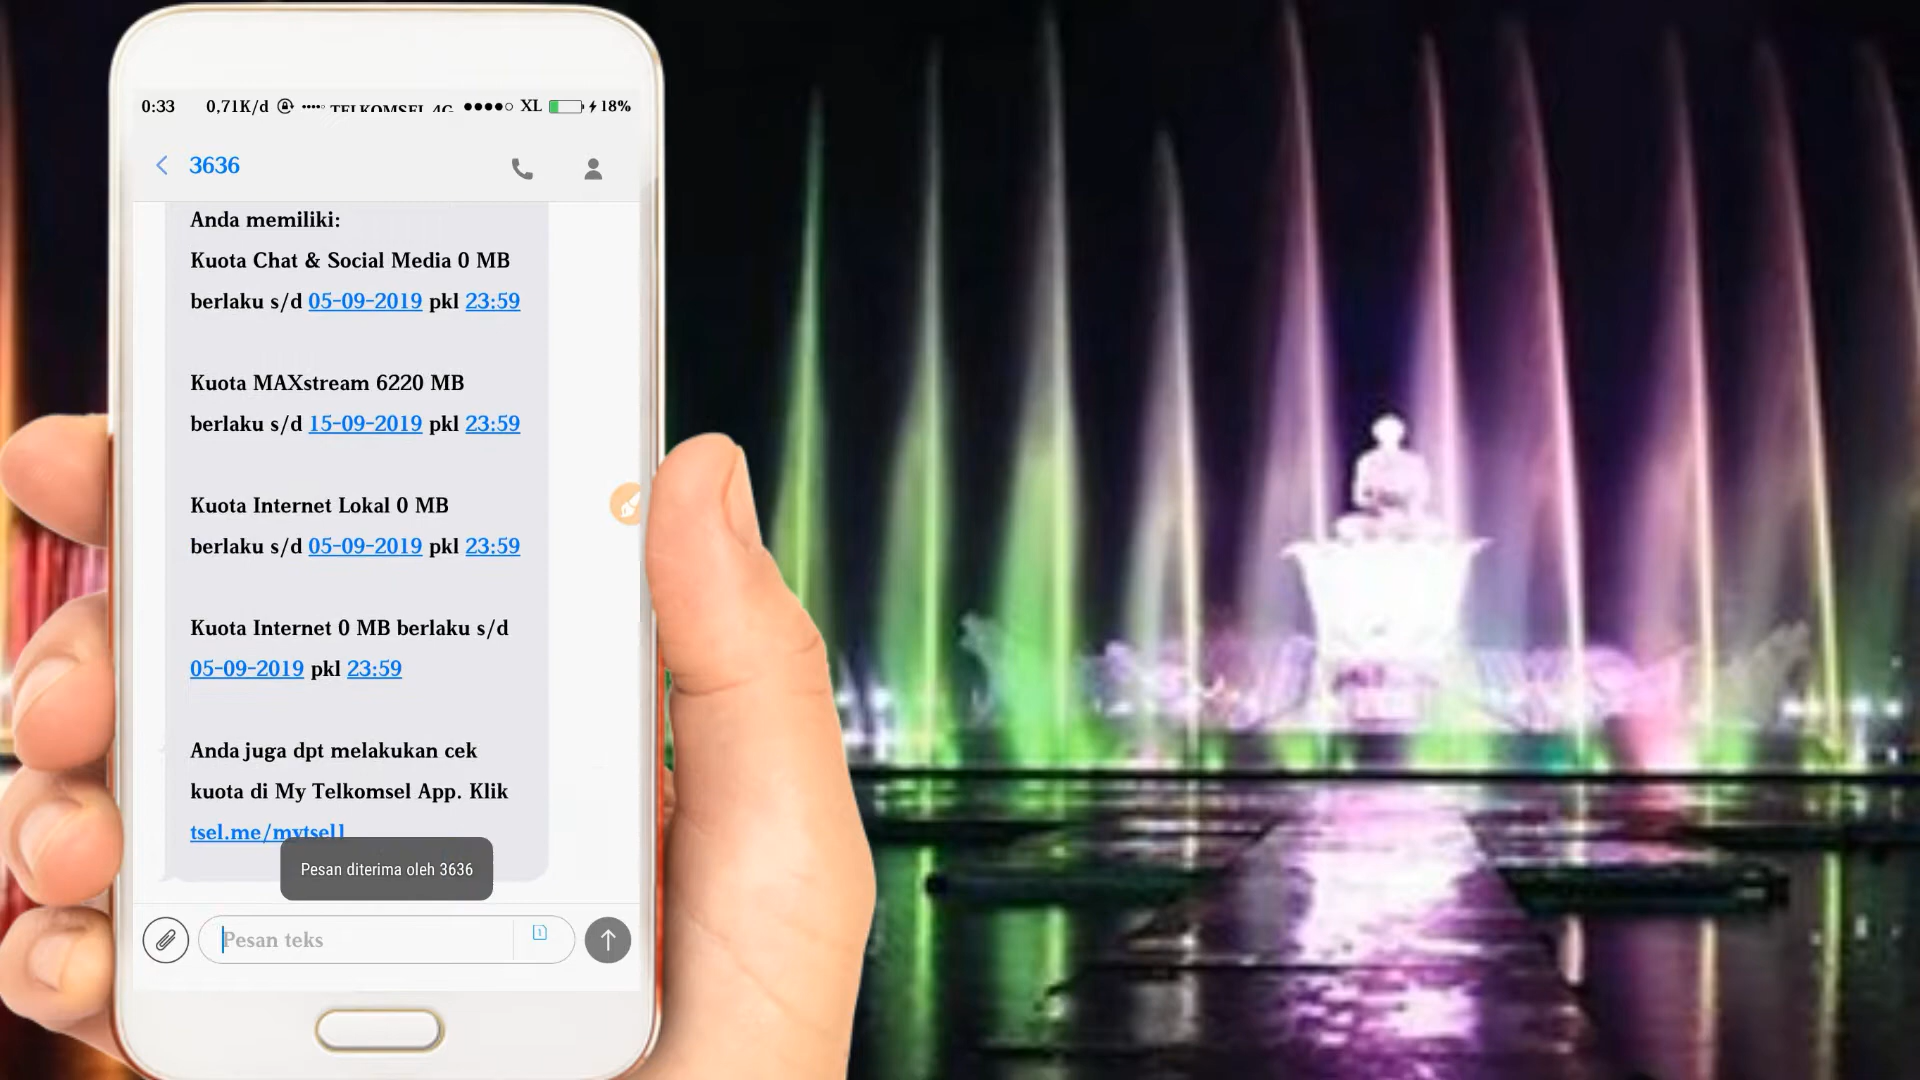 0:33 0,71K/d TELKOMSEL 4G XL 18%
3636
Anda memiliki:
Kuota Chat & Social Media 0 MB
berlaku s/d 05-09-2019 pkl 23:59
Kuota MAXstream 6220 MB
berlaku s/d 15-09-2019 pkl 23:59
Kuota Internet Lokal 0 MB
berlaku s/d 05-09-2019 pkl 23:59
Kuota Internet 0 MB berlaku s/d
05-09-2019 pkl 23:59
Anda juga dpt melakukan cek
kuota di My Telkomsel App. Klik
tsel.me/mytsel1
Pesan diterima oleh 3636
Pesan teks
1